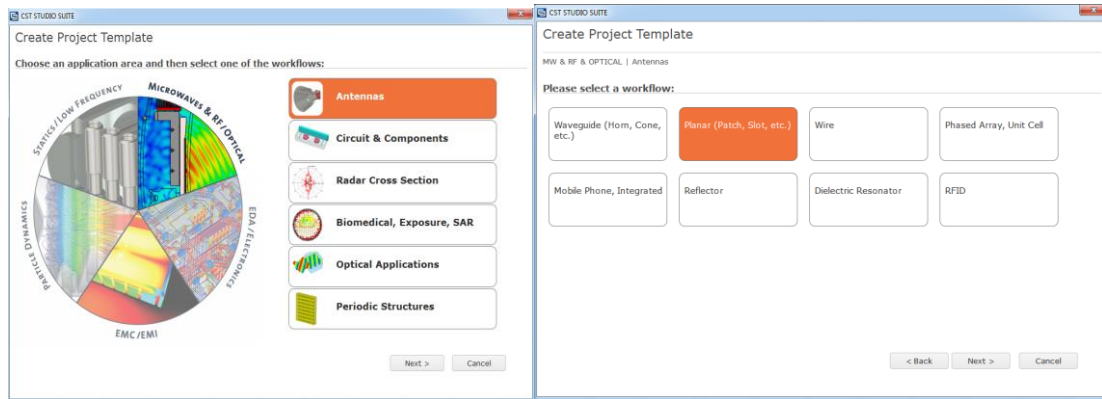 CST STUDIO SUITE
Create Project Template
Choose an application area and then select one of the workflows:
STATICS/LOW FREQUENCY
MICROWAVES & RF/OPTICAL
EDA/ELECTRONICS
EMC/EMI
PARTICLE DYNAMICS
Antennas
Circuit & Components
Radar Cross Section
Biomedical, Exposure, SAR
Optical Applications
Periodic Structures
Next >
Cancel
CST STUDIO SUITE
Create Project Template
MW & RF & OPTICAL | Antennas
Please select a workflow:
Waveguide (Horn, Cone,
etc.)
Planar (Patch, Slot, etc.)
Wire
Phased Array, Unit Cell
Mobile Phone, Integrated
Reflector
Dielectric Resonator
RFID
< Back
Next >
Cancel